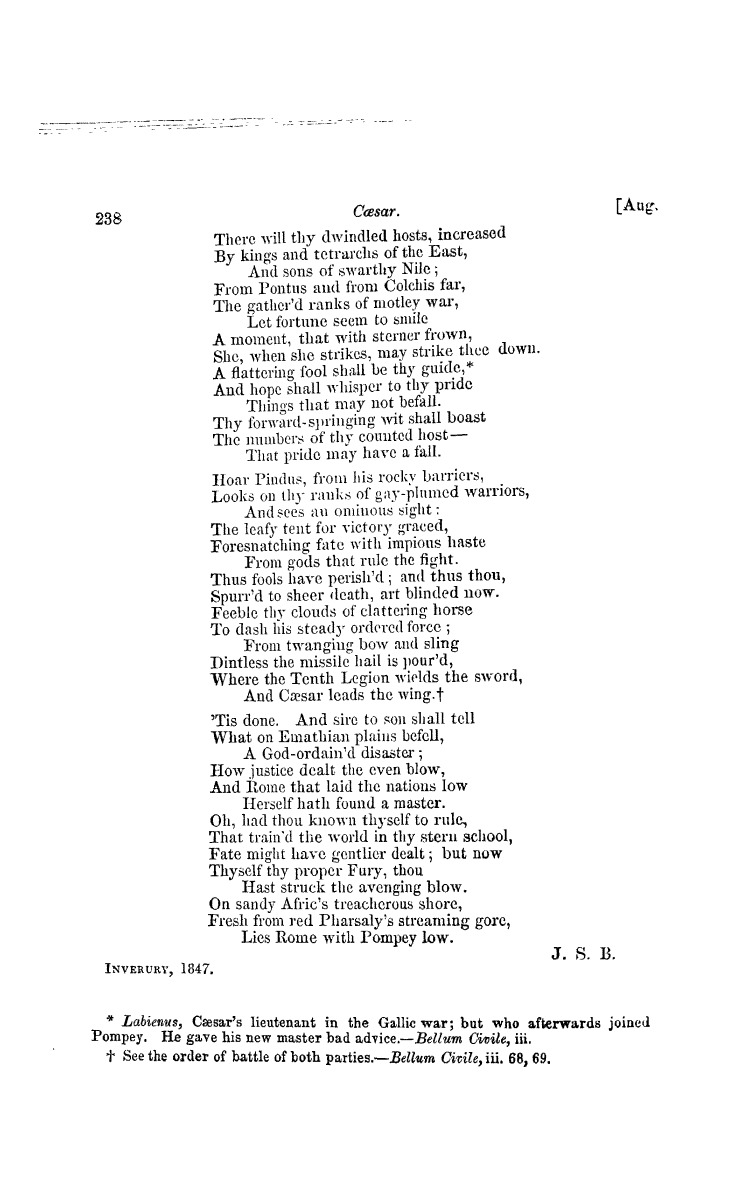 238 Cæsar. [Aug.
There will thy dwindled hosts, increased
By kings and tetrarchs of the East,
And sons of swarthy Nile ;
From Pontus and from Colchis far,
The gather'd ranks of motley war,
Let fortune seem to smile
A moment, that with sterner frown,
She, when she strikes, may strike thee down.
A flattering fool shall be thy guide,*
And hope shall whisper to thy pride
Things that may not befall.
Thy forward-springing wit shall boast
The numbers of thy counted host—
That pride may have a fall.
Hoar Pindus, from his rocky barriers,
Looks on thy ranks of gay-plumed warriors,
And sees an ominous sight :
The leafy tent for victory graced,
Foresnatching fate with impious haste
From gods that rule the fight.
Thus fools have perish'd ; and thus thou,
Spurr'd to sheer death, art blinded now.
Feeble thy clouds of clattering horse
To dash his steady ordered force ;
From twanging bow and sling
Dintless the missile hail is pour'd,
Where the Tenth Legion wields the sword,
And Cæsar leads the wing.†
'Tis done. And sire to son shall tell
What on Emathian plains befell,
A God-ordain'd disaster ;
How justice dealt the even blow,
And Rome that laid the nations low
Herself hath found a master.
Oh, had thou known thyself to rule,
That train'd the world in thy stern school,
Fate might have gentlier dealt ; but now
Thyself thy proper Fury, thou
Hast struck the avenging blow.
On sandy Afric's treacherous shore,
Fresh from red Pharsaly's streaming gore,
Lies Rome with Pompey low.
J. S. B.
INVERURY, 1847.
* Labienus, Cæsar's lieutenant in the Gallic war; but who afterwards joined
Pompey. He gave his new master bad advice.—Bellum Civile, iii.
† See the order of battle of both parties.—Bellum Civile, iii. 68, 69.